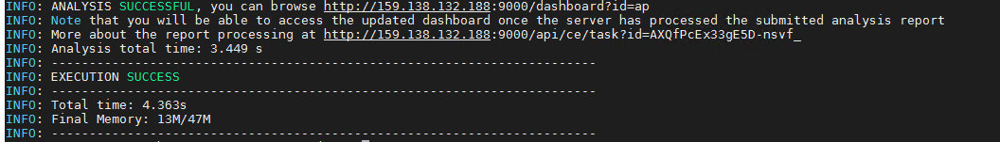 INFO: ANALYSIS SUCCESSFUL, you can browse http://159.138.132.188:9000/dashboard?id=ap
INFO: Note that you will be able to access the updated dashboard once the server has processed the submitted analysis report
INFO: More about the report processing at http://159.138.132.188:9000/api/ce/task?id=AXQfPcEx33gE5D-nsvf_
INFO: Analysis total time: 3.449 s
INFO: ------------------------------------------------------------------------
INFO: EXECUTION SUCCESS
INFO: ------------------------------------------------------------------------
INFO: Total time: 4.363s
INFO: Final Memory: 13M/47M
INFO: ------------------------------------------------------------------------